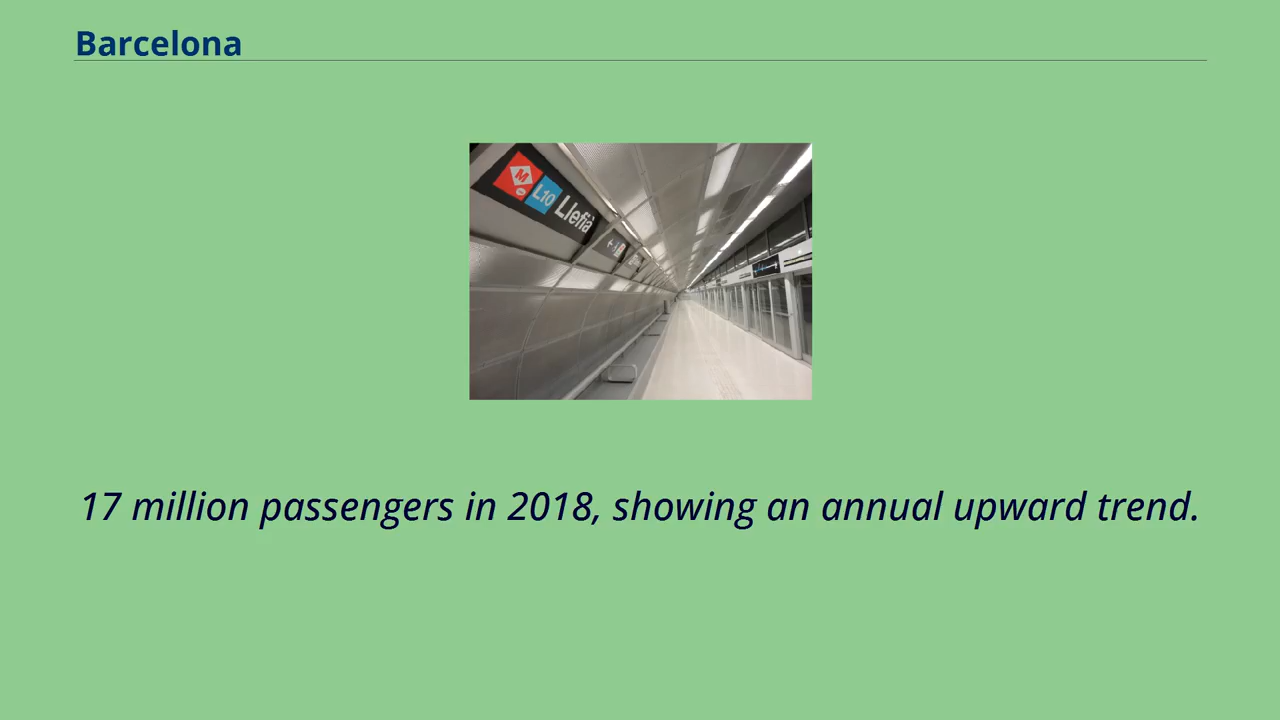 Barcelona
M
L10 Llefià
17 million passengers in 2018, showing an annual upward trend.